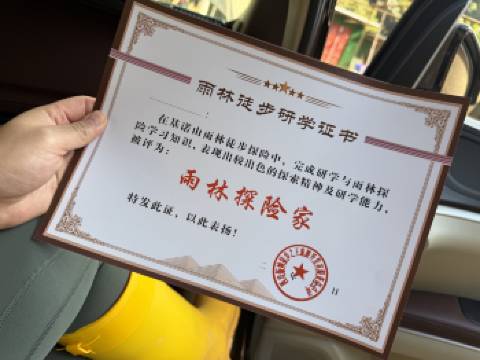 雨林徒步研学证书
在基诺山雨林徒步探险中，完成研学与雨林探
险学习知识，表现出较出色的探索精神及研学能力，
被评为：
雨林探险家
特发此证，以此表扬！
二
日